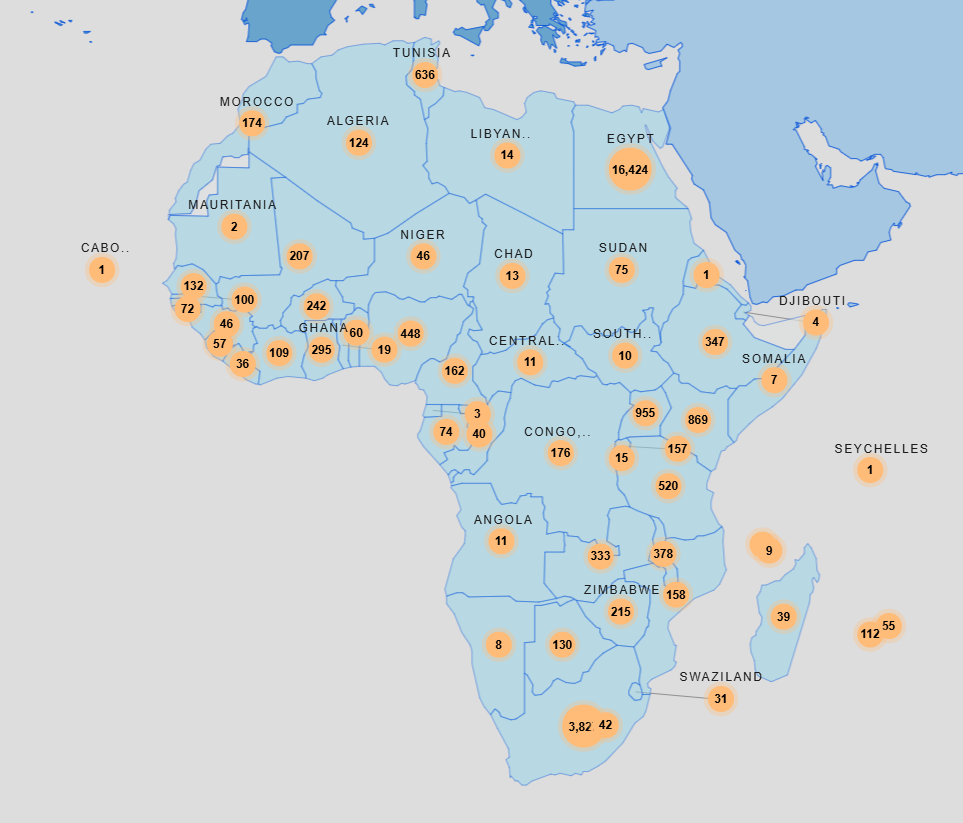 TUNISIA
636
MOROCCO
174
ALGERIA
124
LIBYAN..
14
EGYPT
16,424
MAURITANIA
2
CABO..
1
207
NIGER
46
CHAD
13
SUDAN
75
1
132
72
100
242
DJIBOUTI
4
46
57
36
109
GHANA
295
60
19
448
CENTRAL..
11
SOUTH..
10
347
SOMALIA
7
162
3
74
40
CONGO,..
176
955
869
15
157
520
SEYCHELLES
1
ANGOLA
11
333
378
9
ZIMBABWE
215
158
39
112
55
8
130
SWAZILAND
31
3,82
42